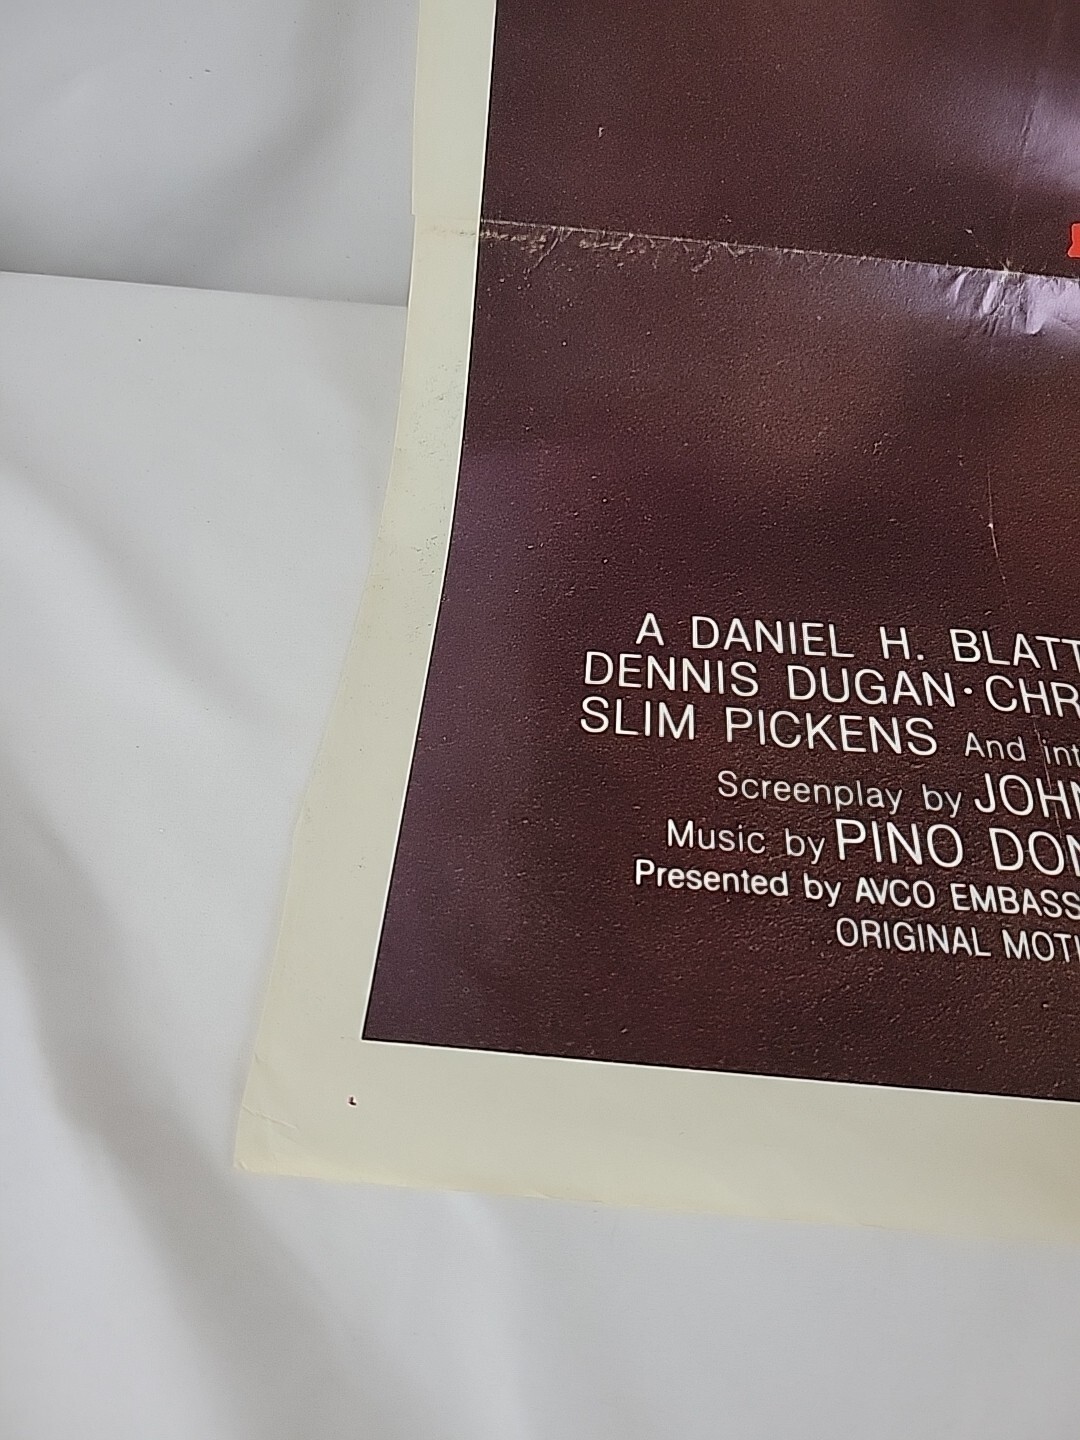 A DANIEL H. BLATT
DENNIS DUGAN · CHR
SLIM PICKENS And int
Screenplay by JOHN
Music by PINO DON
Presented by AVCO EMBASS
ORIGINAL MOTI